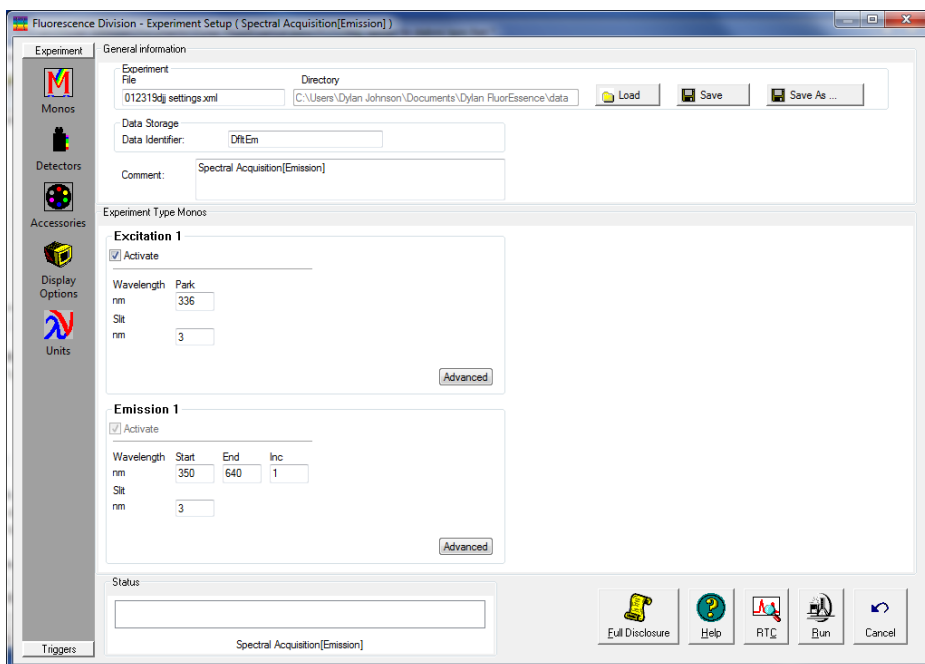 Fluorescence Division - Experiment Setup ( Spectral Acquisition[Emission] )
Experiment
Monos
Detectors
Accessories
Display
Options
Units
Triggers
General information
Experiment
File Directory
012319djj settings.xml C:\Users\Dylan Johnson\Documents\Dylan FluorEssence\data Load Save Save As ...
Data Storage
Data Identifier: DfltEm
Comment: Spectral Acquisition[Emission]
Experiment Type Monos
Excitation 1
Activate
Wavelength Park
nm 336
Slit
nm 3
Advanced
Emission 1
Activate
Wavelength Start End Inc
nm 350 640 1
Slit
nm 3
Advanced
Status
Spectral Acquisition[Emission]
Full Disclosure Help RTC Run Cancel